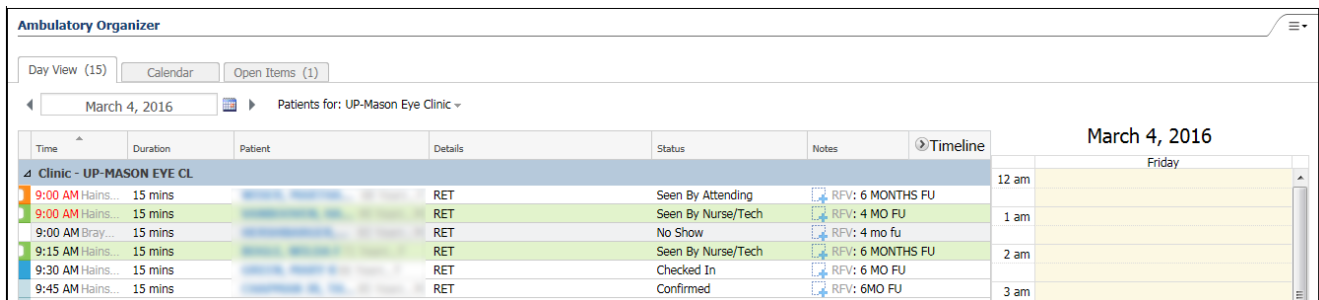 Ambulatory Organizer
Day View (15) Calendar Open Items (1)
March 4, 2016 Patients for: UP-Mason Eye Clinic
Time Duration Patient Details Status Notes Timeline
Clinic - UP-MASON EYE CL
9:00 AM Hains... 15 mins RET Seen By Attending RFV: 6 MONTHS FU
9:00 AM Hains... 15 mins RET Seen By Nurse/Tech RFV: 4 MO FU
9:00 AM Bray... 15 mins RET No Show RFV: 4 mo fu
9:15 AM Hains... 15 mins RET Seen By Nurse/Tech RFV: 6 MONTHS FU
9:30 AM Hains... 15 mins RET Checked In RFV: 6 MO FU
9:45 AM Hains... 15 mins RET Confirmed RFV: 6MO FU
March 4, 2016
Friday
12 am
1 am
2 am
3 am